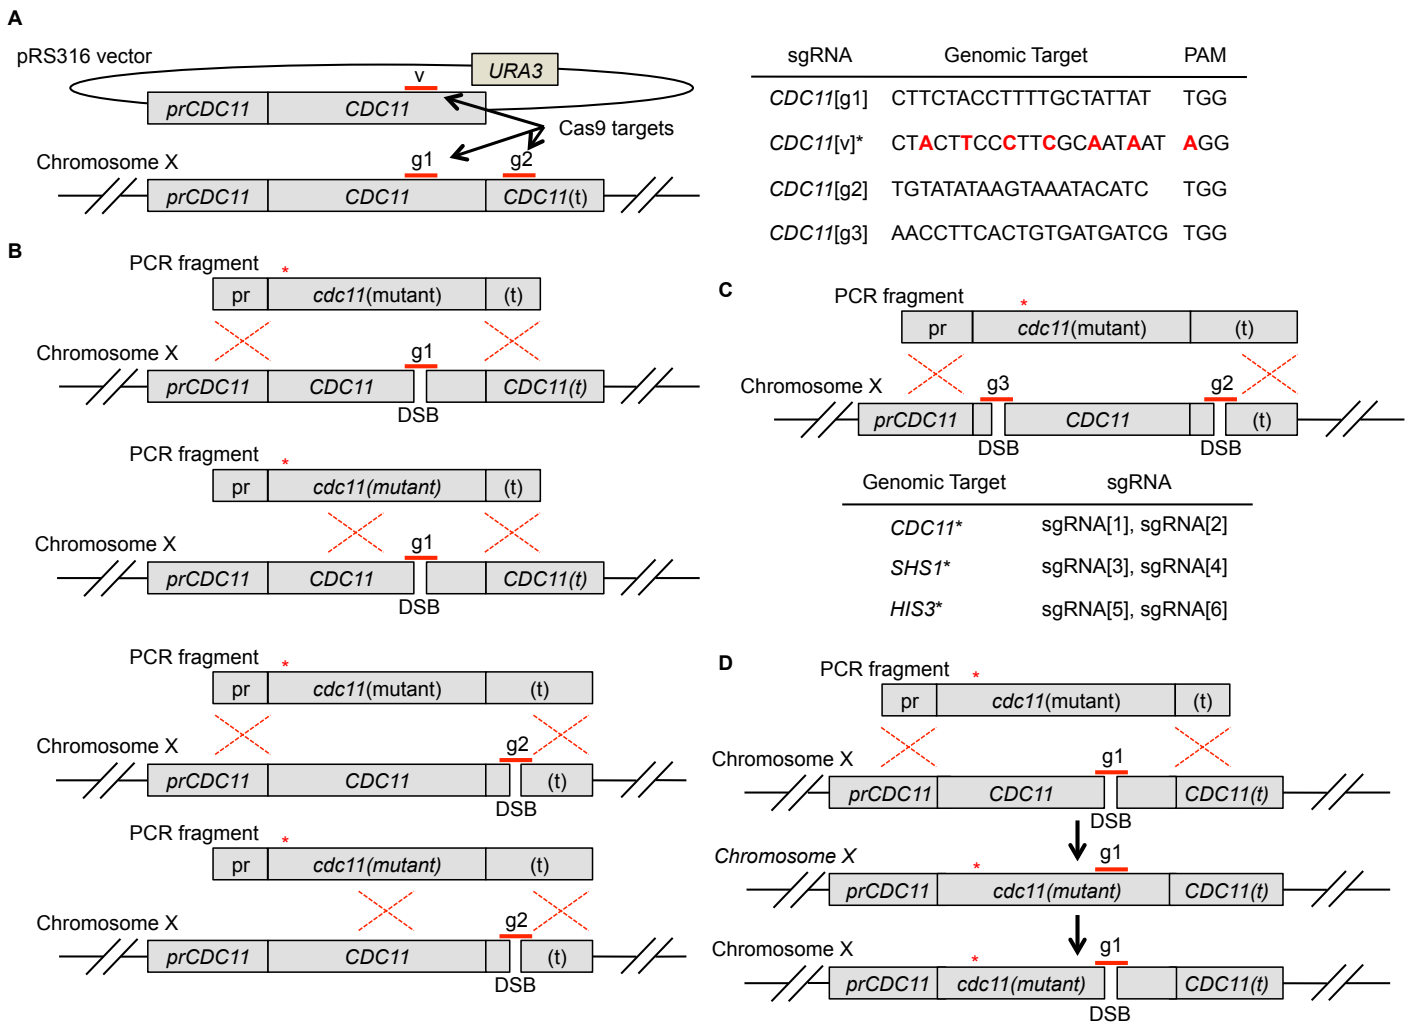 A
pRS316 vector
URA3
v
prCDC11 CDC11
Cas9 targets
Chromosome X
g1 g2
prCDC11 CDC11 CDC11(t)
sgRNA Genomic Target PAM
CDC11[g1] CTTCTACCTTTTGCTATTAT TGG
CDC11[v]* CTACTTCCCTTCGCAATAAT AGG
CDC11[g2] TGTATATAAGTAAATACATC TGG
CDC11[g3] AACCTTCACTGTGATGATCG TGG
B
PCR fragment *
pr cdc11(mutant) (t)
Chromosome X
g1
prCDC11 CDC11 CDC11(t)
DSB
PCR fragment *
pr cdc11(mutant) (t)
Chromosome X
g1
prCDC11 CDC11 CDC11(t)
DSB
PCR fragment *
pr cdc11(mutant) (t)
Chromosome X
g2
prCDC11 CDC11 (t)
DSB
PCR fragment *
pr cdc11(mutant) (t)
Chromosome X
g2
prCDC11 CDC11 (t)
DSB
C
PCR fragment *
pr cdc11(mutant) (t)
Chromosome X
g3 g2
prCDC11 CDC11 (t)
DSB DSB
Genomic Target sgRNA
CDC11* sgRNA[1], sgRNA[2]
SHS1* sgRNA[3], sgRNA[4]
HIS3* sgRNA[5], sgRNA[6]
D
PCR fragment *
pr cdc11(mutant) (t)
Chromosome X
g1
prCDC11 CDC11 CDC11(t)
DSB
Chromosome X
* g1
prCDC11 cdc11(mutant) CDC11(t)
Chromosome X
* g1
prCDC11 cdc11(mutant) CDC11(t)
DSB